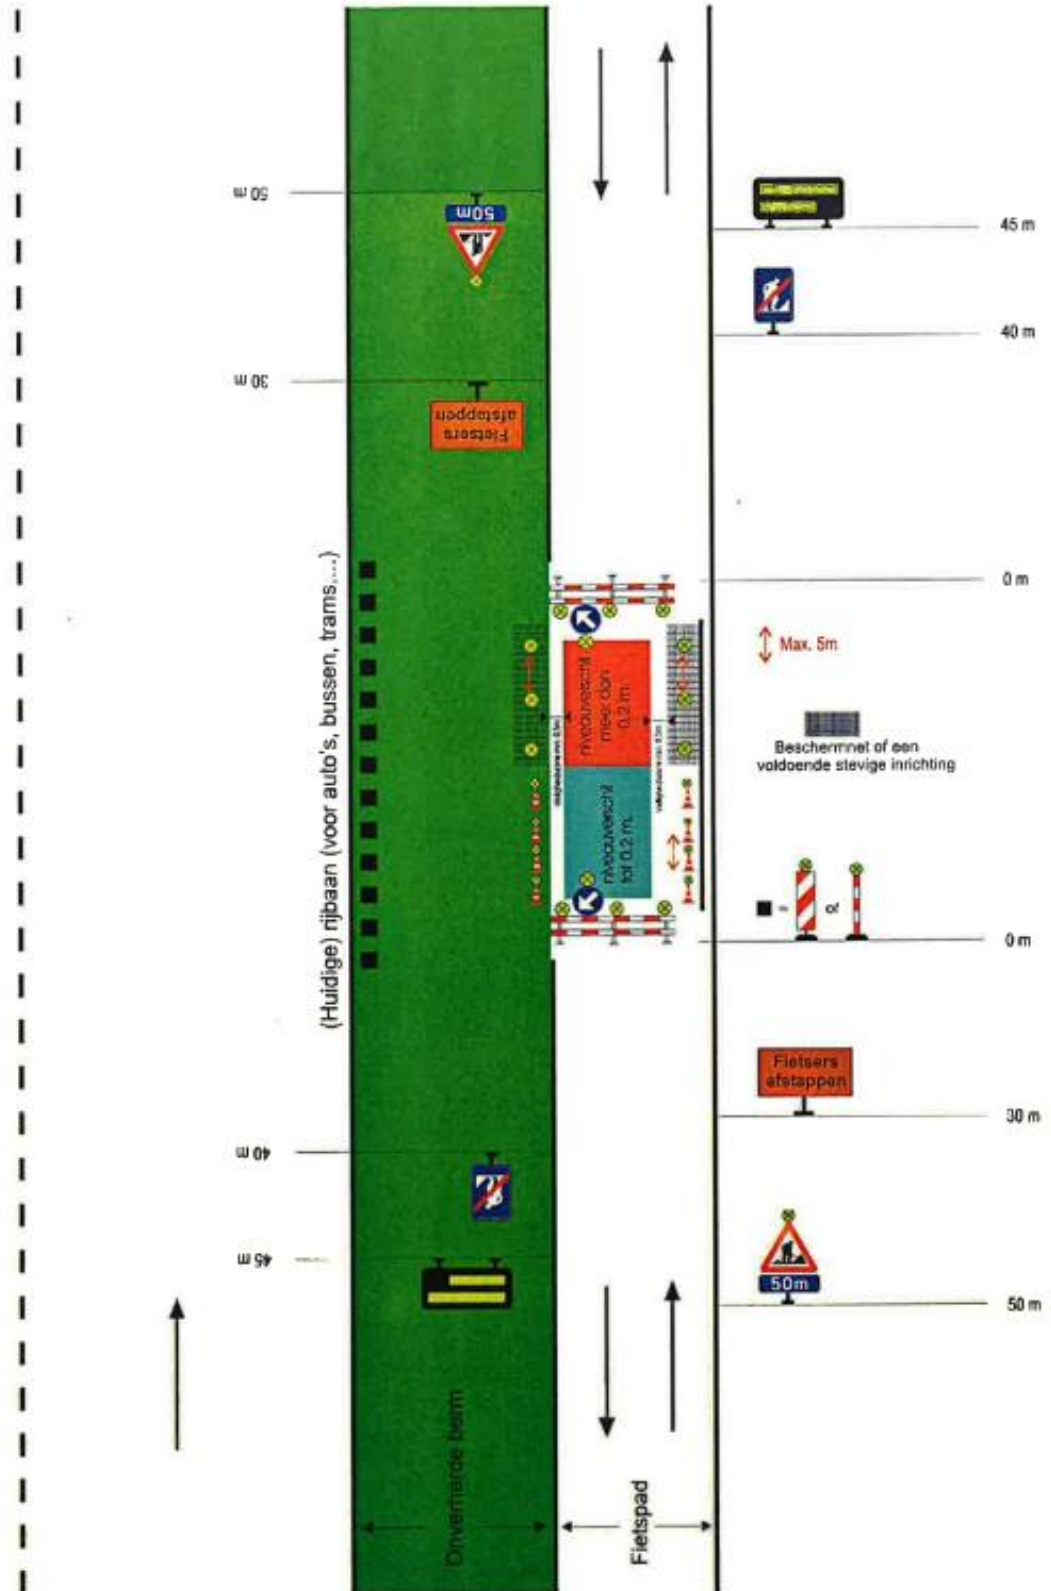 50 m
50m
45 m
40 m
30 m
Fietsers
afstappen
(Huidige) rijbaan (voor auto's, bussen, trams,...)
0 m
Max. 5m
niveauverschil
meer dan
0.2 m.
Beschermnet of een
voldoende stevige inrichting
niveauverschil
tot 0.2 m.
= of
0 m
Fietsers
afstappen
30 m
40 m
45 m
50m
50 m
Onverharde berm
Fietspad